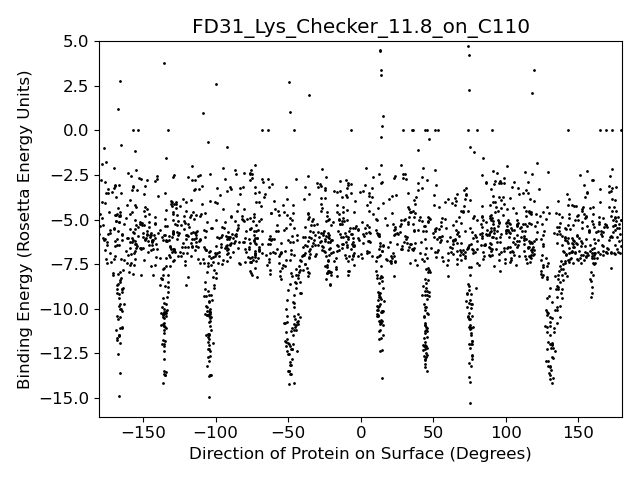 FD31_Lys_Checker_11.8_on_C110
5.0
2.5
0.0
−2.5
−5.0
−7.5
−10.0
−12.5
−15.0
Binding Energy (Rosetta Energy Units)
−150 −100 −50 0 50 100 150
Direction of Protein on Surface (Degrees)